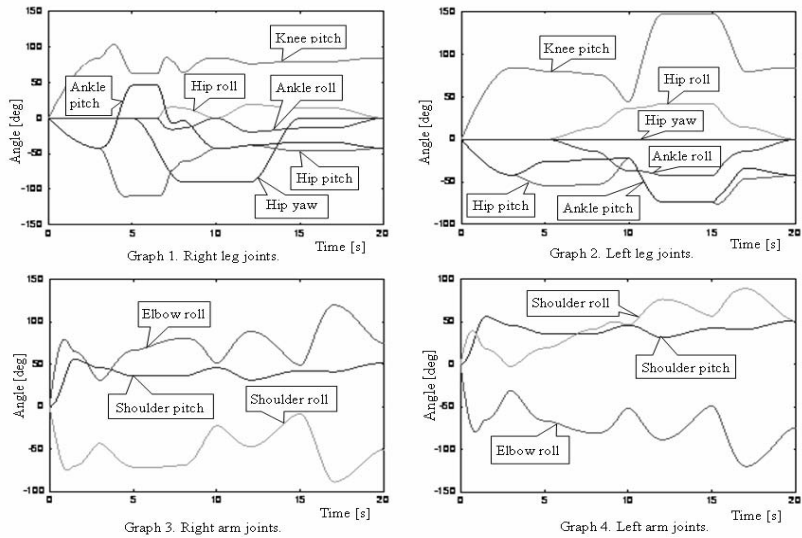 150
100
50
0
-50
-100
-150
0
5
10
15
20
Angle [deg]
Time [s]
Knee pitch
Ankle pitch
Hip roll
Ankle roll
Hip pitch
Hip yaw
Graph 1. Right leg joints.
150
100
50
0
-50
-100
-150
0
5
10
15
20
Angle [deg]
Time [s]
Knee pitch
Hip roll
Hip yaw
Ankle roll
Hip pitch
Ankle pitch
Graph 2. Left leg joints.
150
100
50
0
-50
-100
0
5
10
15
20
Angle [deg]
Time [s]
Elbow roll
Shoulder pitch
Shoulder roll
Graph 3. Right arm joints.
100
50
0
-50
-100
-150
0
5
10
15
20
Angle [deg]
Time [s]
Shoulder roll
Shoulder pitch
Elbow roll
Graph 4. Left arm joints.